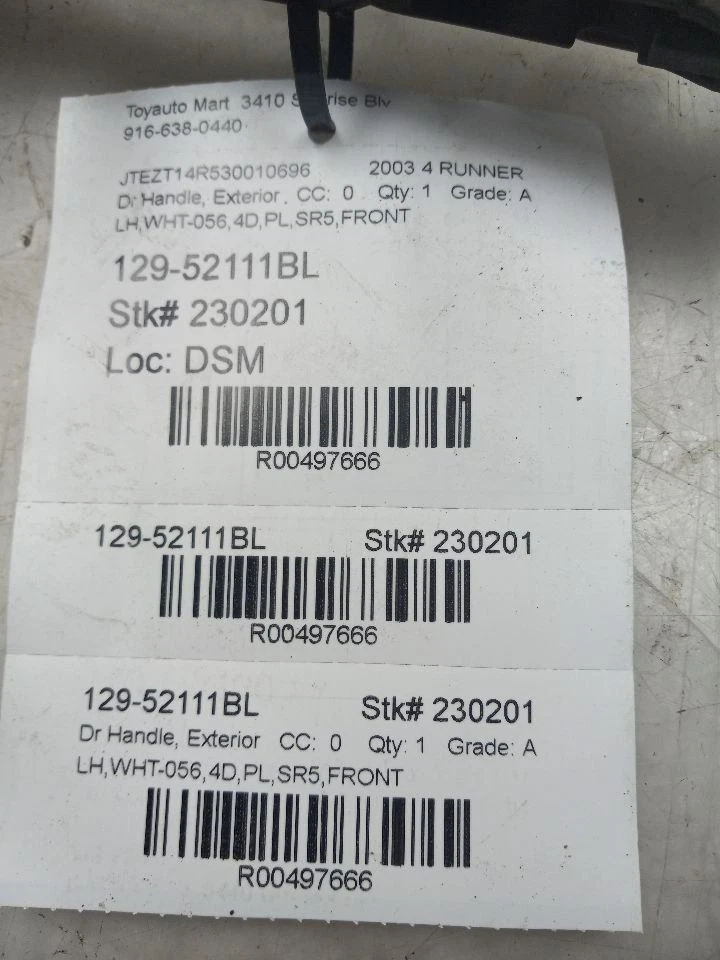 Toyauto Mart 3410 Blv
916-638-0440
JTEZT14R530010696 2003 4 RUNNER
Dr Handle, Exterior CC: 0 Qty: 1 Grade: A
LH,WHT-056,4D,PL,SR5,FRONT
129-52111BL
Stk# 230201
Loc: DSM
R00497666
129-52111BL Stk# 230201
R00497666
129-52111BL Stk# 230201
Dr Handle, Exterior CC: 0 Qty: 1 Grade: A
LH,WHT-056,4D,PL,SR5,FRONT
R00497666